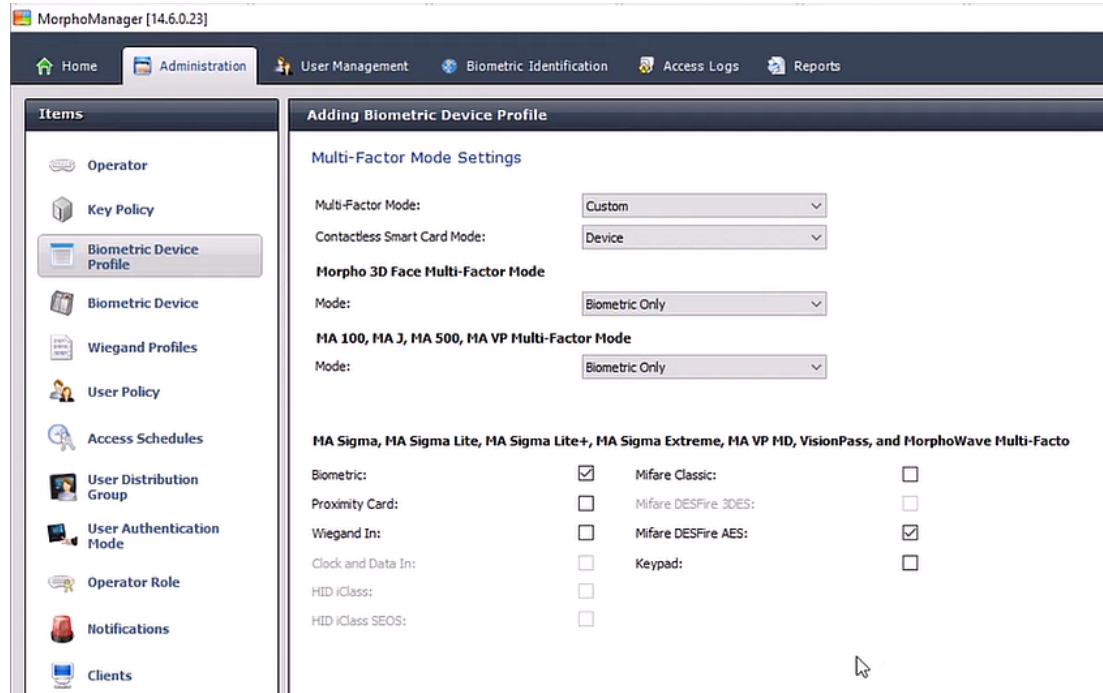 MorphoManager [14.6.0.23]
Home
Administration
User Management
Biometric Identification
Access Logs
Reports
Items
Operator
Key Policy
Biometric Device
Profile
Biometric Device
Wiegand Profiles
User Policy
Access Schedules
User Distribution
Group
User Authentication
Mode
Operator Role
Notifications
Clients
Adding Biometric Device Profile
Multi-Factor Mode Settings
Multi-Factor Mode: Custom
Contactless Smart Card Mode: Device
Morpho 3D Face Multi-Factor Mode
Mode: Biometric Only
MA 100, MA J, MA 500, MA VP Multi-Factor Mode
Mode: Biometric Only
MA Sigma, MA Sigma Lite, MA Sigma Lite+, MA Sigma Extreme, MA VP MD, VisionPass, and MorphoWave Multi-Facto
Biometric: Mifare Classic:
Proximity Card: Mifare DESFire 3DES:
Wiegand In: Mifare DESFire AES:
Clock and Data In: Keypad:
HID iClass:
HID iClass SEOS: